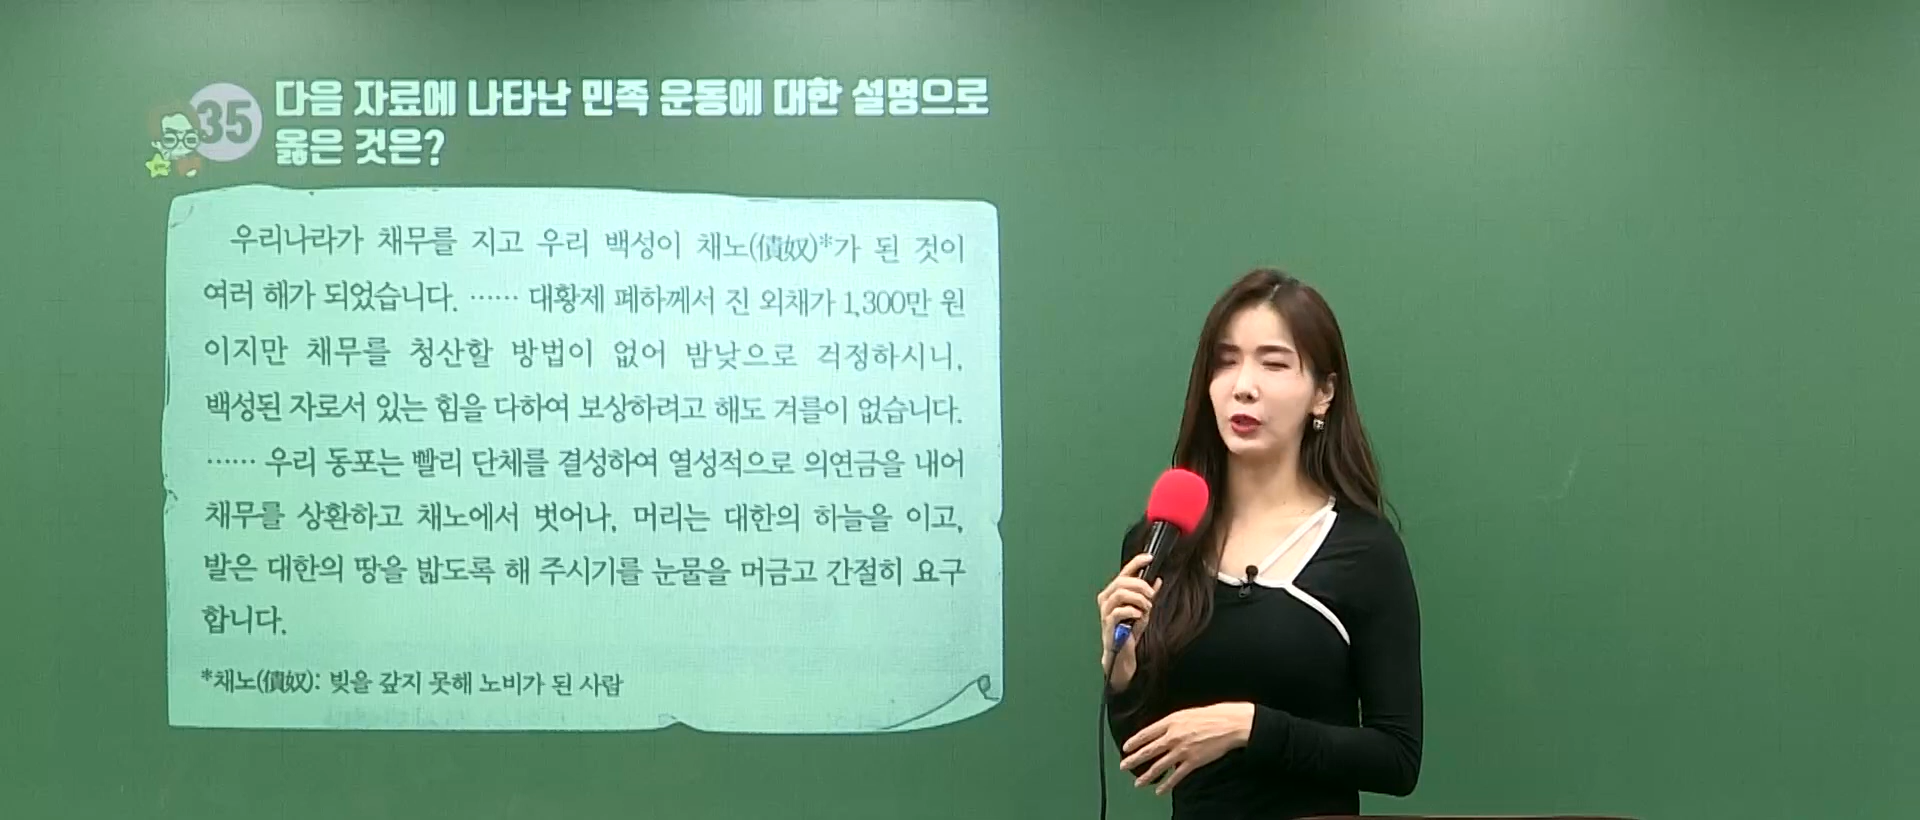 35 다음 자료에 나타난 민족 운동에 대한 설명으로
옳은 것은?
우리나라가 채무를 지고 우리 백성이 채노(債奴)*가 된 것이
여러 해가 되었습니다. …… 대황제 폐하께서 진 외채가 1,300만 원
이지만 채무를 청산할 방법이 없어 밤낮으로 걱정하시니,
백성된 자로서 있는 힘을 다하여 보상하려고 해도 겨를이 없습니다.
…… 우리 동포는 빨리 단체를 결성하여 열성적으로 의연금을 내어
채무를 상환하고 채노에서 벗어나, 머리는 대한의 하늘을 이고,
발은 대한의 땅을 밟도록 해 주시기를 눈물을 머금고 간절히 요구
합니다.
*채노(債奴): 빚을 갚지 못해 노비가 된 사람